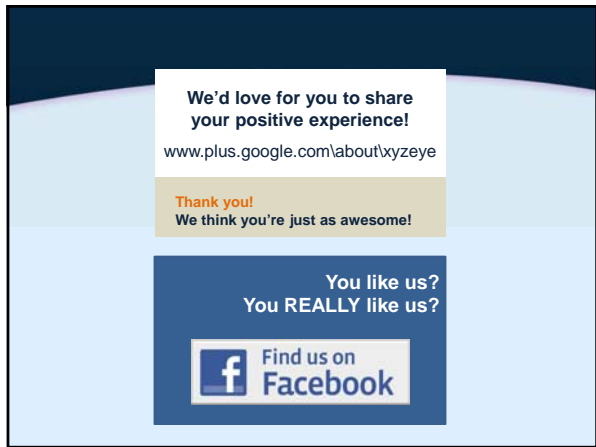 We’d love for you to share
your positive experience!
www.plus.google.com\about\xyzeye
Thank you!
We think you’re just as awesome!
You like us?
You REALLY like us?
f
Find us on
Facebook